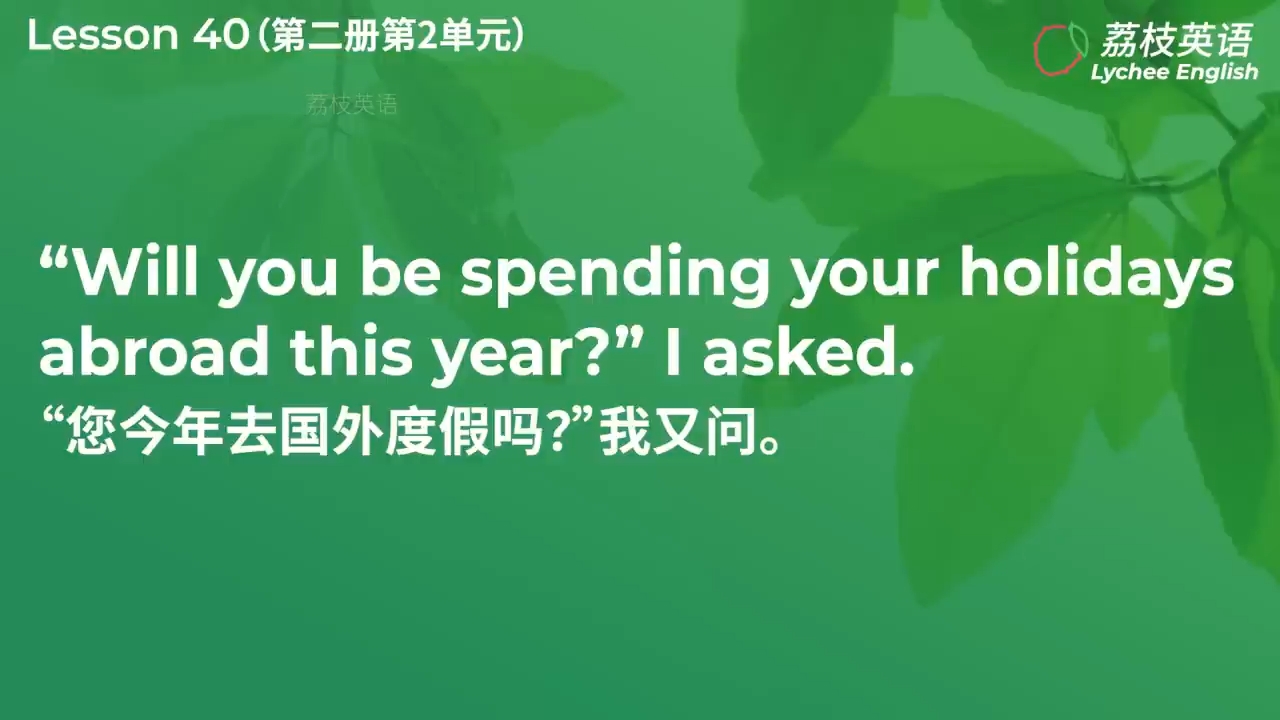 Lesson 40（第二册第2单元）
荔枝英语
Lychee English
荔枝英语
“Will you be spending your holidays
abroad this year?” I asked.
“您今年去国外度假吗？”我又问。